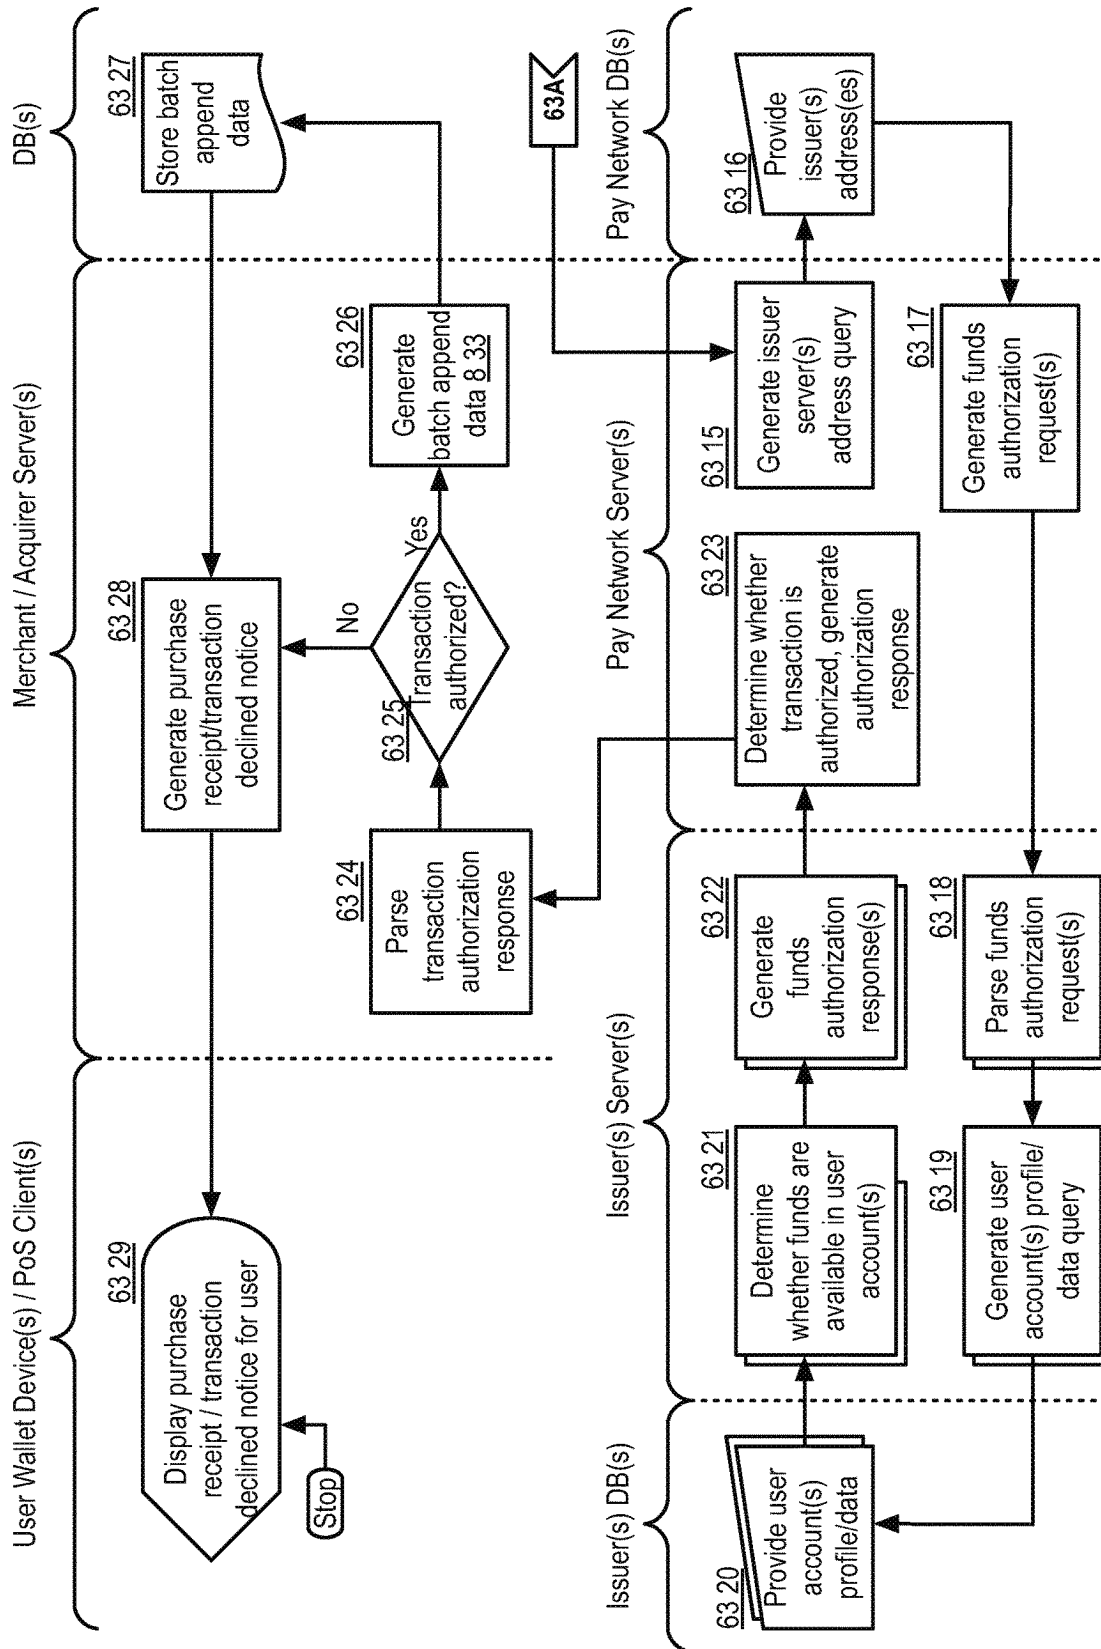 User Wallet Device(s) / PoS Client(s)
Merchant / Acquirer Server(s)
DB(s)
63 29
Display purchase
receipt / transaction
declined notice for user
Stop
63 28
Generate purchase
receipt/transaction
declined notice
63 27
Store batch
append
data
63 24
Parse
transaction
authorization
response
63 25
Transaction
authorized?
No
Yes
63 26
Generate
batch append
data 8 33
63A
Issuer(s) DB(s)
Issuer(s) Server(s)
Pay Network Server(s)
Pay Network DB(s)
63 20
Provide user
account(s)
profile/data
63 21
Determine
whether funds are
available in user
account(s)
63 22
Generate
funds
authorization
response(s)
63 23
Determine whether
transaction is
authorized, generate
authorization
response
63 15
Generate issuer
server(s)
address query
63 16
Provide
issuer(s)
address(es)
63 19
Generate user
account(s) profile/
data query
63 18
Parse funds
authorization
request(s)
63 17
Generate funds
authorization
request(s)